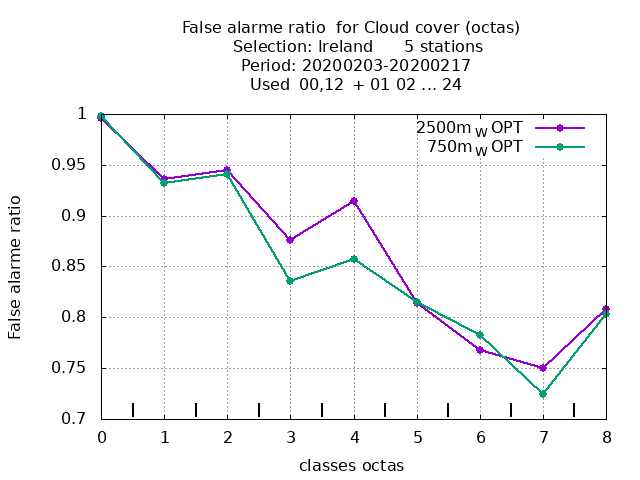 False alarme ratio  for Cloud cover (octas)
Selection: Ireland      5 stations
Period: 20200203-20200217
Used  00,12  + 01 02 ... 24
2500m W OPT
750m W OPT
1
0.95
0.9
0.85
0.8
0.75
0.7
False alarme ratio
0 1 2 3 4 5 6 7 8
classes octas